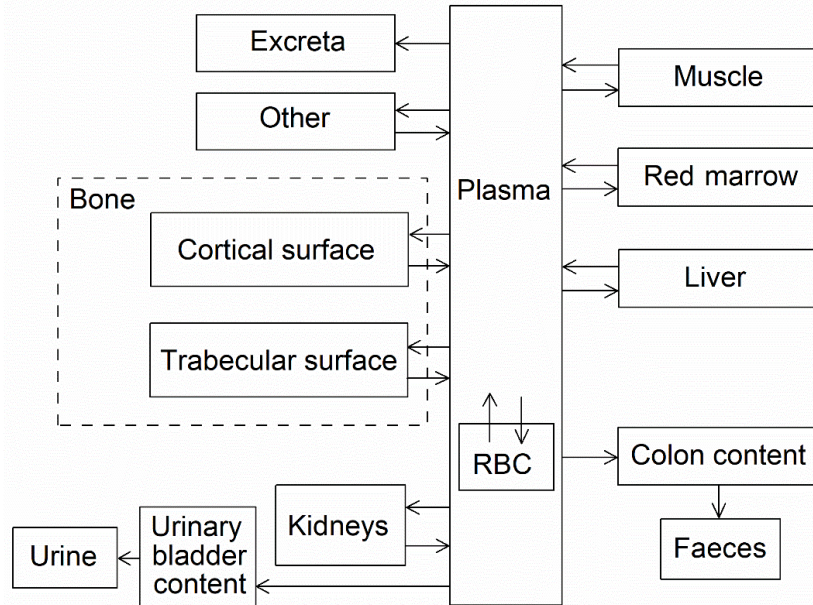 Excreta
Muscle
Other
Red marrow
Plasma
Bone
Cortical surface
Liver
Trabecular surface
RBC
Colon content
Kidneys
Urinary
bladder
content
Urine
Faeces